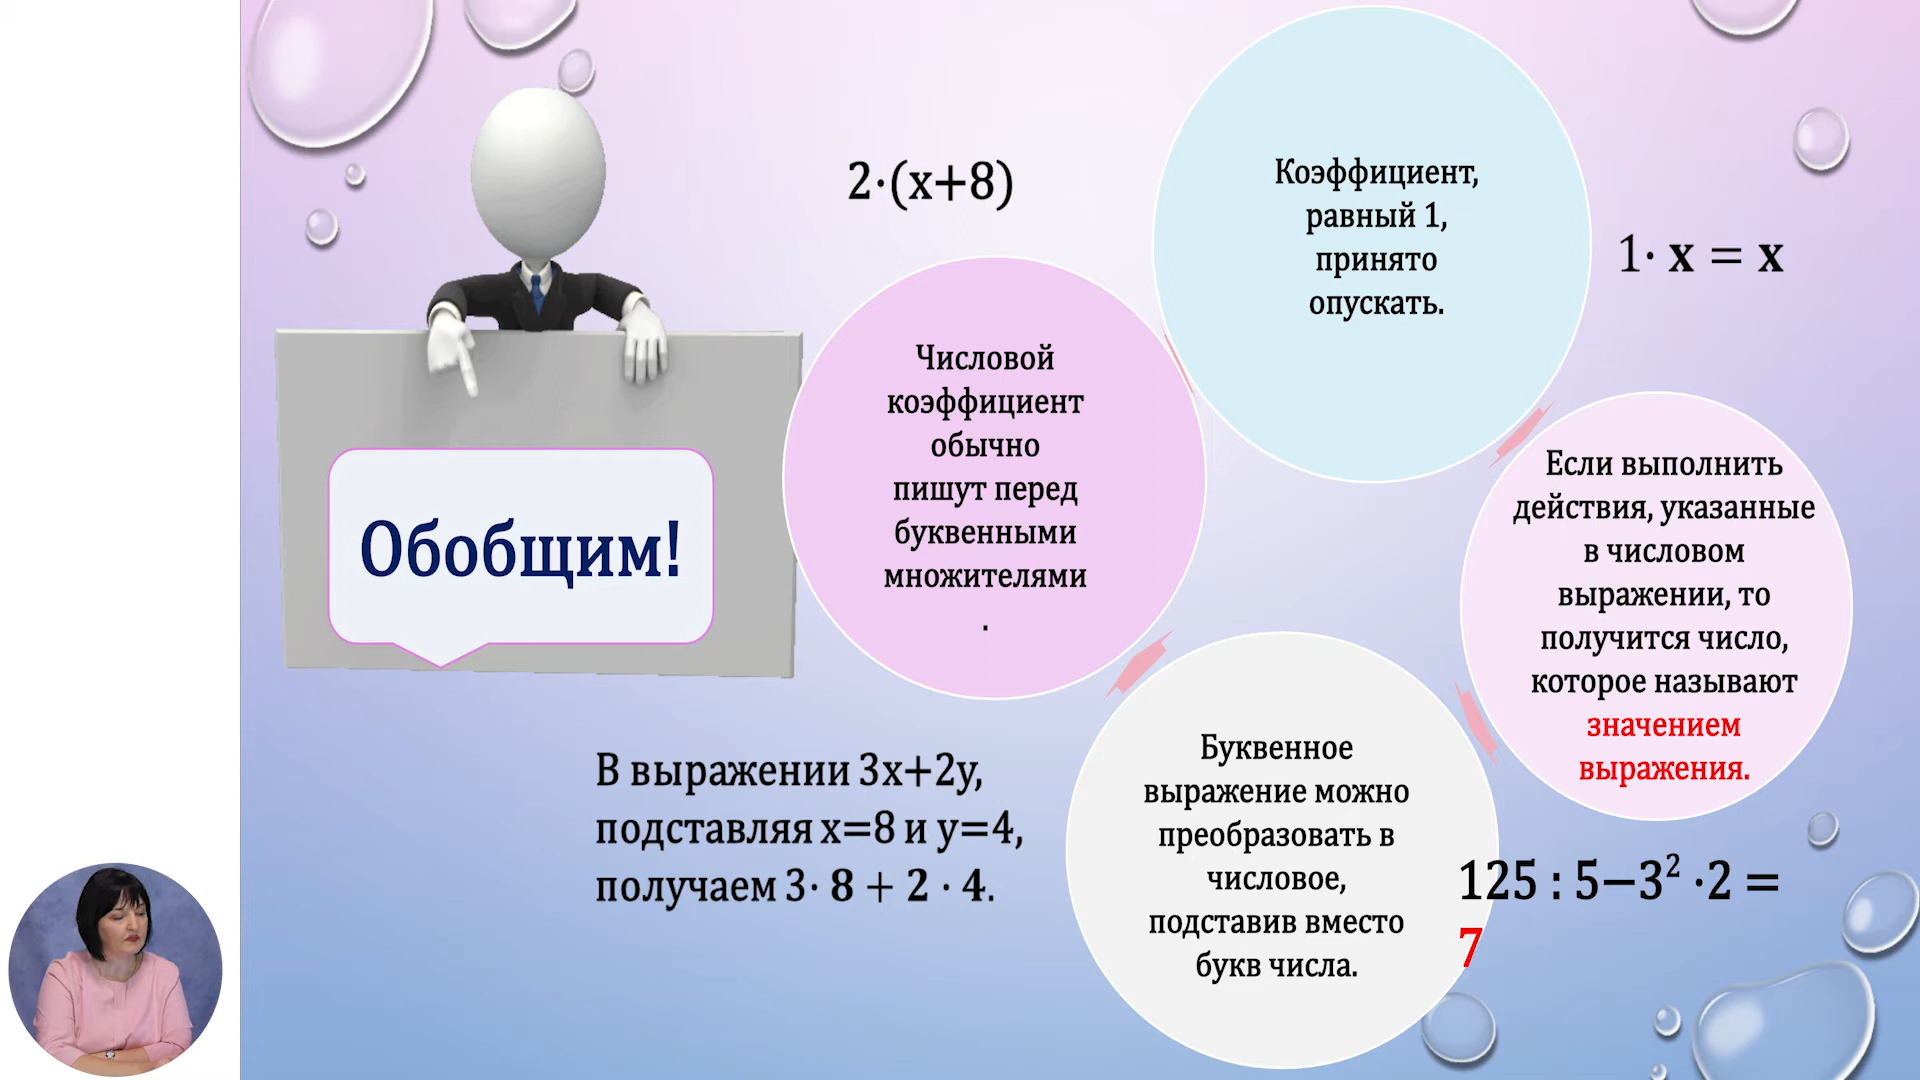 Обобщим!
2·(x+8)
Числовой
коэффициент
обычно
пишут перед
буквенными
множителями
.
Коэффициент,
равный 1,
принято
опускать.
1· x = x
Если выполнить
действия, указанные
в числовом
выражении, то
получится число,
которое называют
значением
выражения.
125 : 5−3² ·2 =
7
Буквенное
выражение можно
преобразовать в
числовое,
подставив вместо
букв числа.
В выражении 3x+2y,
подставляя x=8 и y=4,
получаем 3· 8 + 2 · 4.